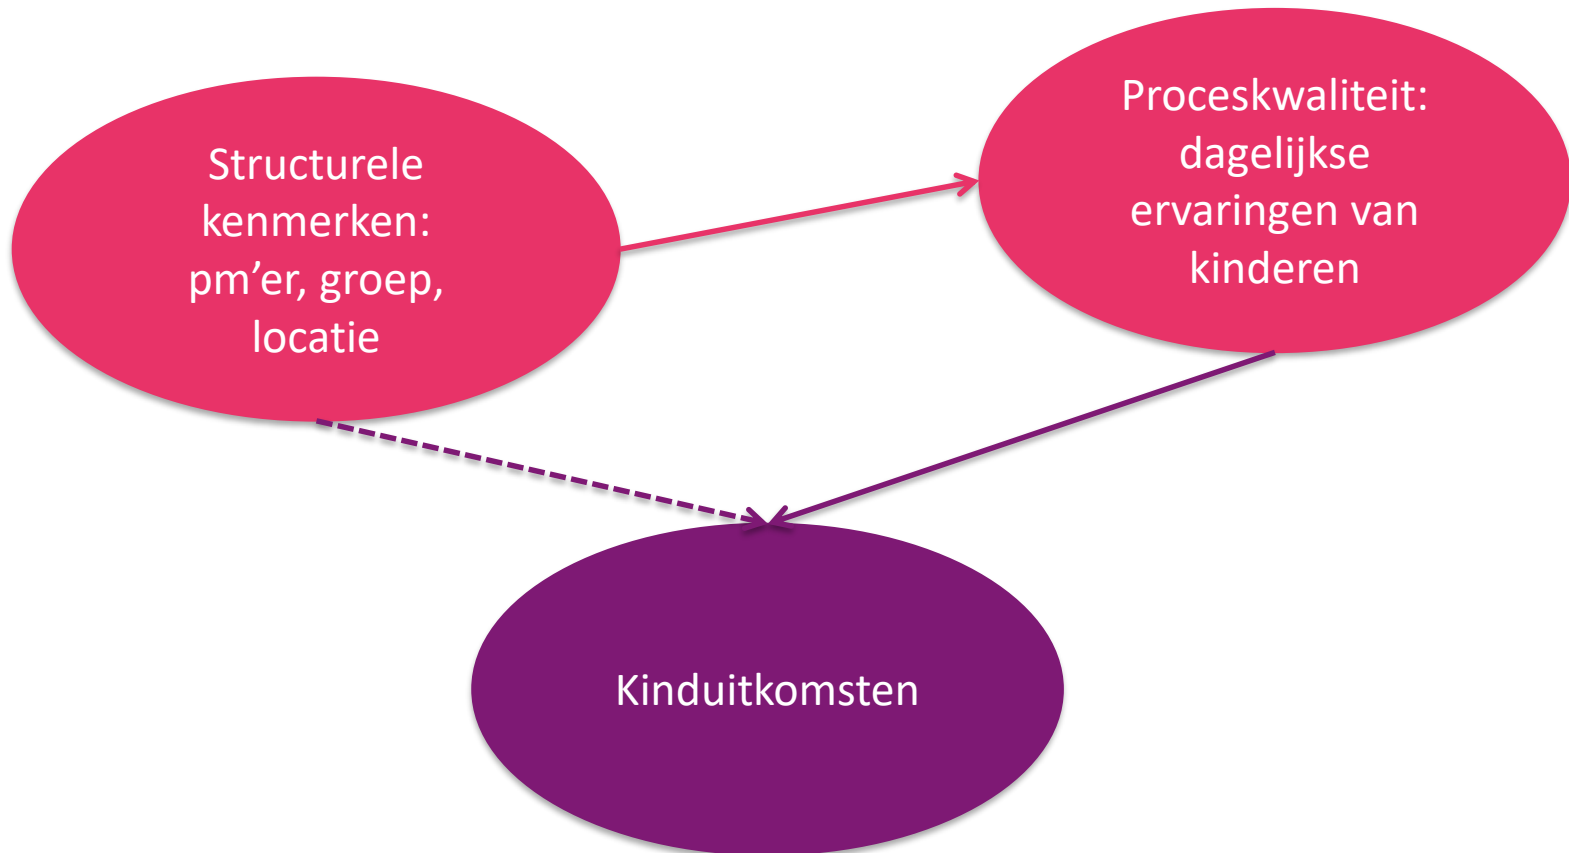 Structurele
kenmerken:
pm’er, groep,
locatie
Proceskwaliteit:
dagelijkse
ervaringen van
kinderen
Kinduitkomsten